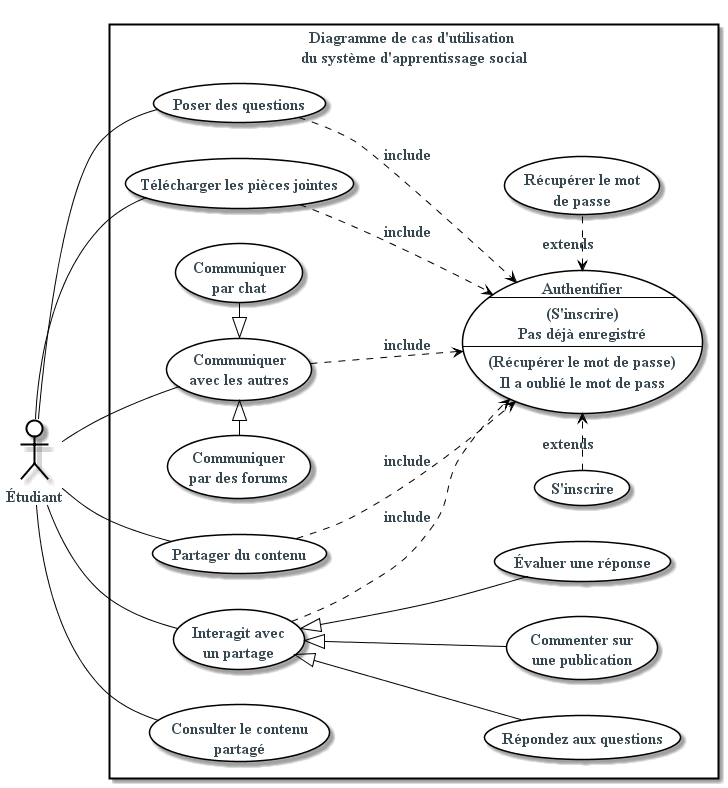 Diagramme de cas d'utilisation
du système d'apprentissage social
Poser des questions
include
Télécharger les pièces jointes
Récupérer le mot
de passe
include
extends
Communiquer
par chat
Authentifier
(S'inscrire)
Pas déjà enregistré
include
Communiquer
avec les autres
(Récupérer le mot de passe)
Il a oublié le mot de pass
extends
Communiquer
par des forums
include
S'inscrire
Étudiant
include
Partager du contenu
Évaluer une réponse
Interagit avec
un partage
Commenter sur
une publication
Consulter le contenu
partagé
Répondez aux questions